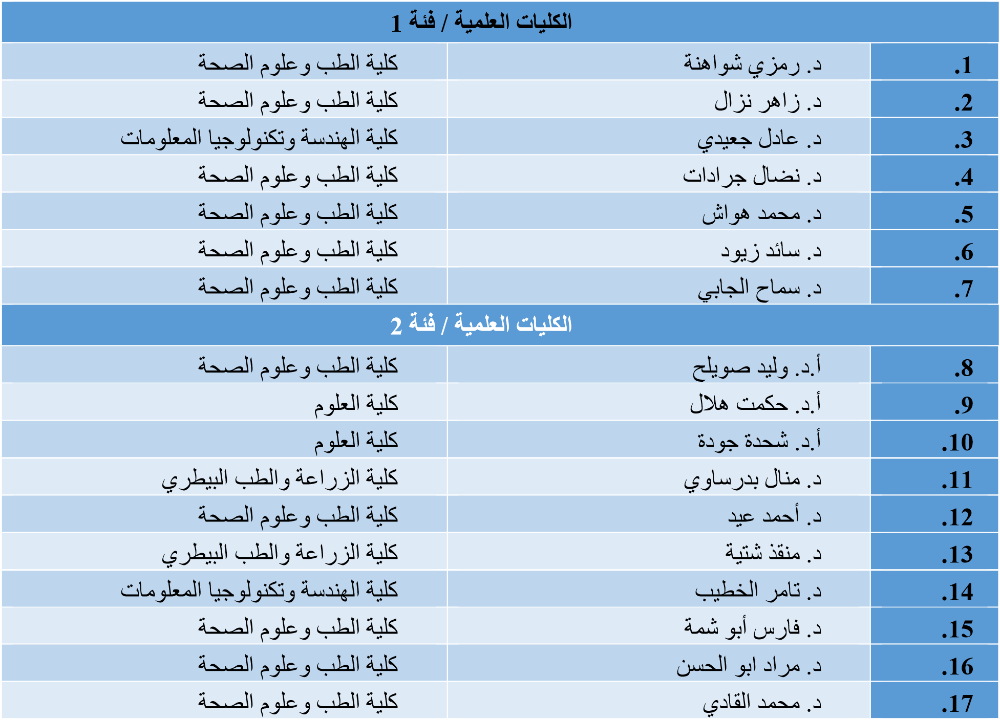 الكليات العلمية / فئة 1
1. د. رمزي شواهنة كلية الطب وعلوم الصحة
2. د. زاهر نزال كلية الطب وعلوم الصحة
3. د. عادل جعيدي كلية الهندسة وتكنولوجيا المعلومات
4. د. نضال جرادات كلية الطب وعلوم الصحة
5. د. محمد هواش كلية الطب وعلوم الصحة
6. د. سائد زيود كلية الطب وعلوم الصحة
7. د. سماح الجابي كلية الطب وعلوم الصحة
الكليات العلمية / فئة 2
8. أ.د. وليد صويلح كلية الطب وعلوم الصحة
9. أ.د. حكمت هلال كلية العلوم
10. أ.د. شحدة جودة كلية العلوم
11. د. منال بدرساوي كلية الزراعة والطب البيطري
12. د. أحمد عيد كلية الطب وعلوم الصحة
13. د. منقذ شتية كلية الزراعة والطب البيطري
14. د. تامر الخطيب كلية الهندسة وتكنولوجيا المعلومات
15. د. فارس أبو شمة كلية الطب وعلوم الصحة
16. د. مراد ابو الحسن كلية الطب وعلوم الصحة
17. د. محمد القادي كلية الطب وعلوم الصحة